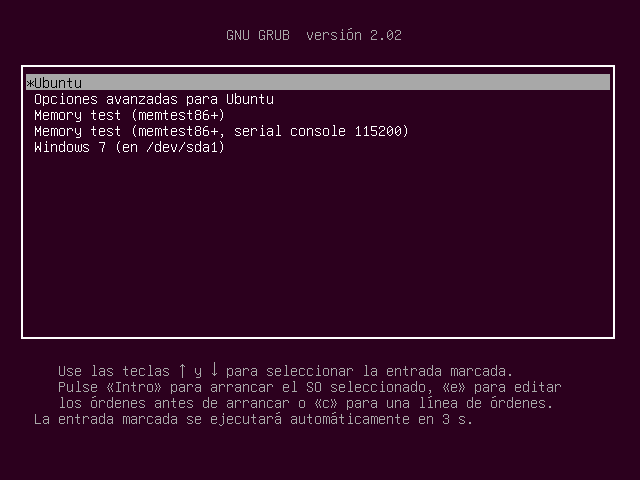 GNU GRUB versión 2.02
*Ubuntu
Opciones avanzadas para Ubuntu
Memory test (memtest86+)
Memory test (memtest86+, serial console 115200)
Windows 7 (en /dev/sda1)
Use las teclas ↑ y ↓ para seleccionar la entrada marcada.
Pulse «Intro» para arrancar el SO seleccionado, «e» para editar
los órdenes antes de arrancar o «c» para una línea de órdenes.
La entrada marcada se ejecutará automáticamente en 3 s.